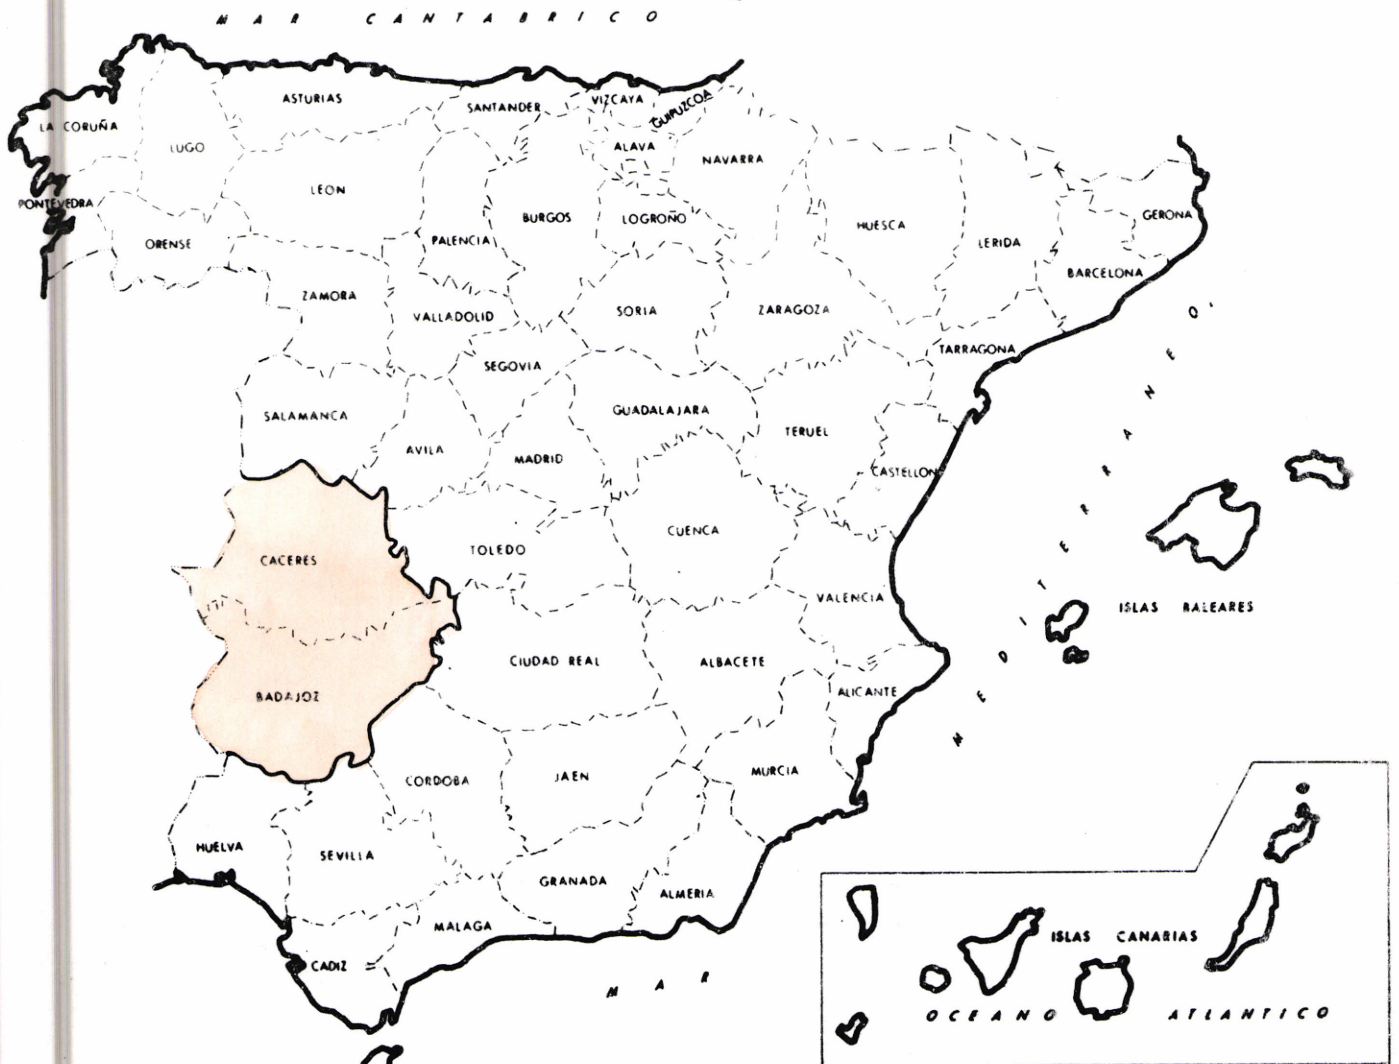 MAR CANTABRICO
ASTURIAS
SANTANDER
VIZCAYA
GUIPUZCOA
LA CORUÑA
LUGO
ALAVA
NAVARRA
LEON
PONTEVEDRA
BURGOS
LOGROÑO
HUESCA
GERONA
ORENSE
PALENCIA
LERIDA
BARCELONA
ZAMORA
VALLADOLID
SORIA
ZARAGOZA
TARRAGONA
SEGOVIA
SALAMANCA
GUADALAJARA
TERUEL
AVILA
MADRID
CASTELLON
CUENCA
TOLEDO
CACERES
VALENCIA
ISLAS BALEARES
CIUDAD REAL
ALBACETE
ALICANTE
BADAJOZ
MURCIA
CORDOBA
JAEN
HUELVA
SEVILLA
GRANADA
ALMERIA
MALAGA
CADIZ
MAR
MEDITERRANEO.
ISLAS CANARIAS
OCEANO ATLANTICO